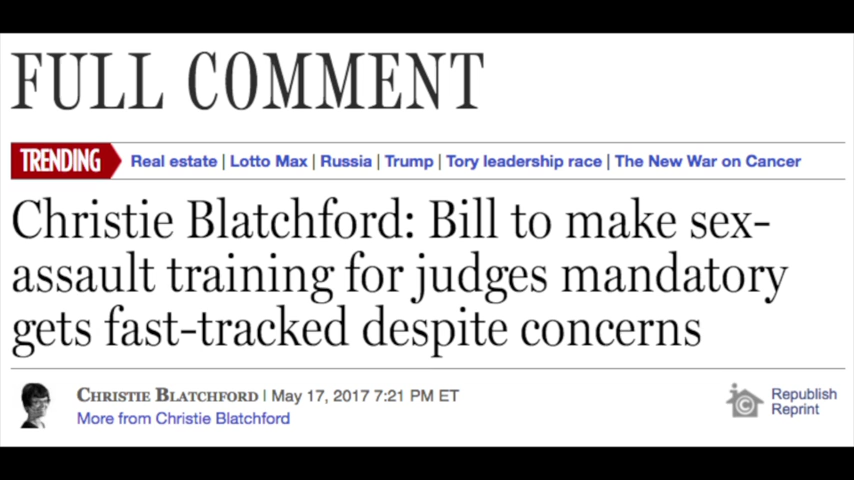 FULL COMMENT
TRENDING Real estate | Lotto Max | Russia | Trump | Tory leadership race | The New War on Cancer
Christie Blatchford: Bill to make sex-
assault training for judges mandatory
gets fast-tracked despite concerns
CHRISTIE BLATCHFORD | May 17, 2017 7:21 PM ET
More from Christie Blatchford
Republish
Reprint